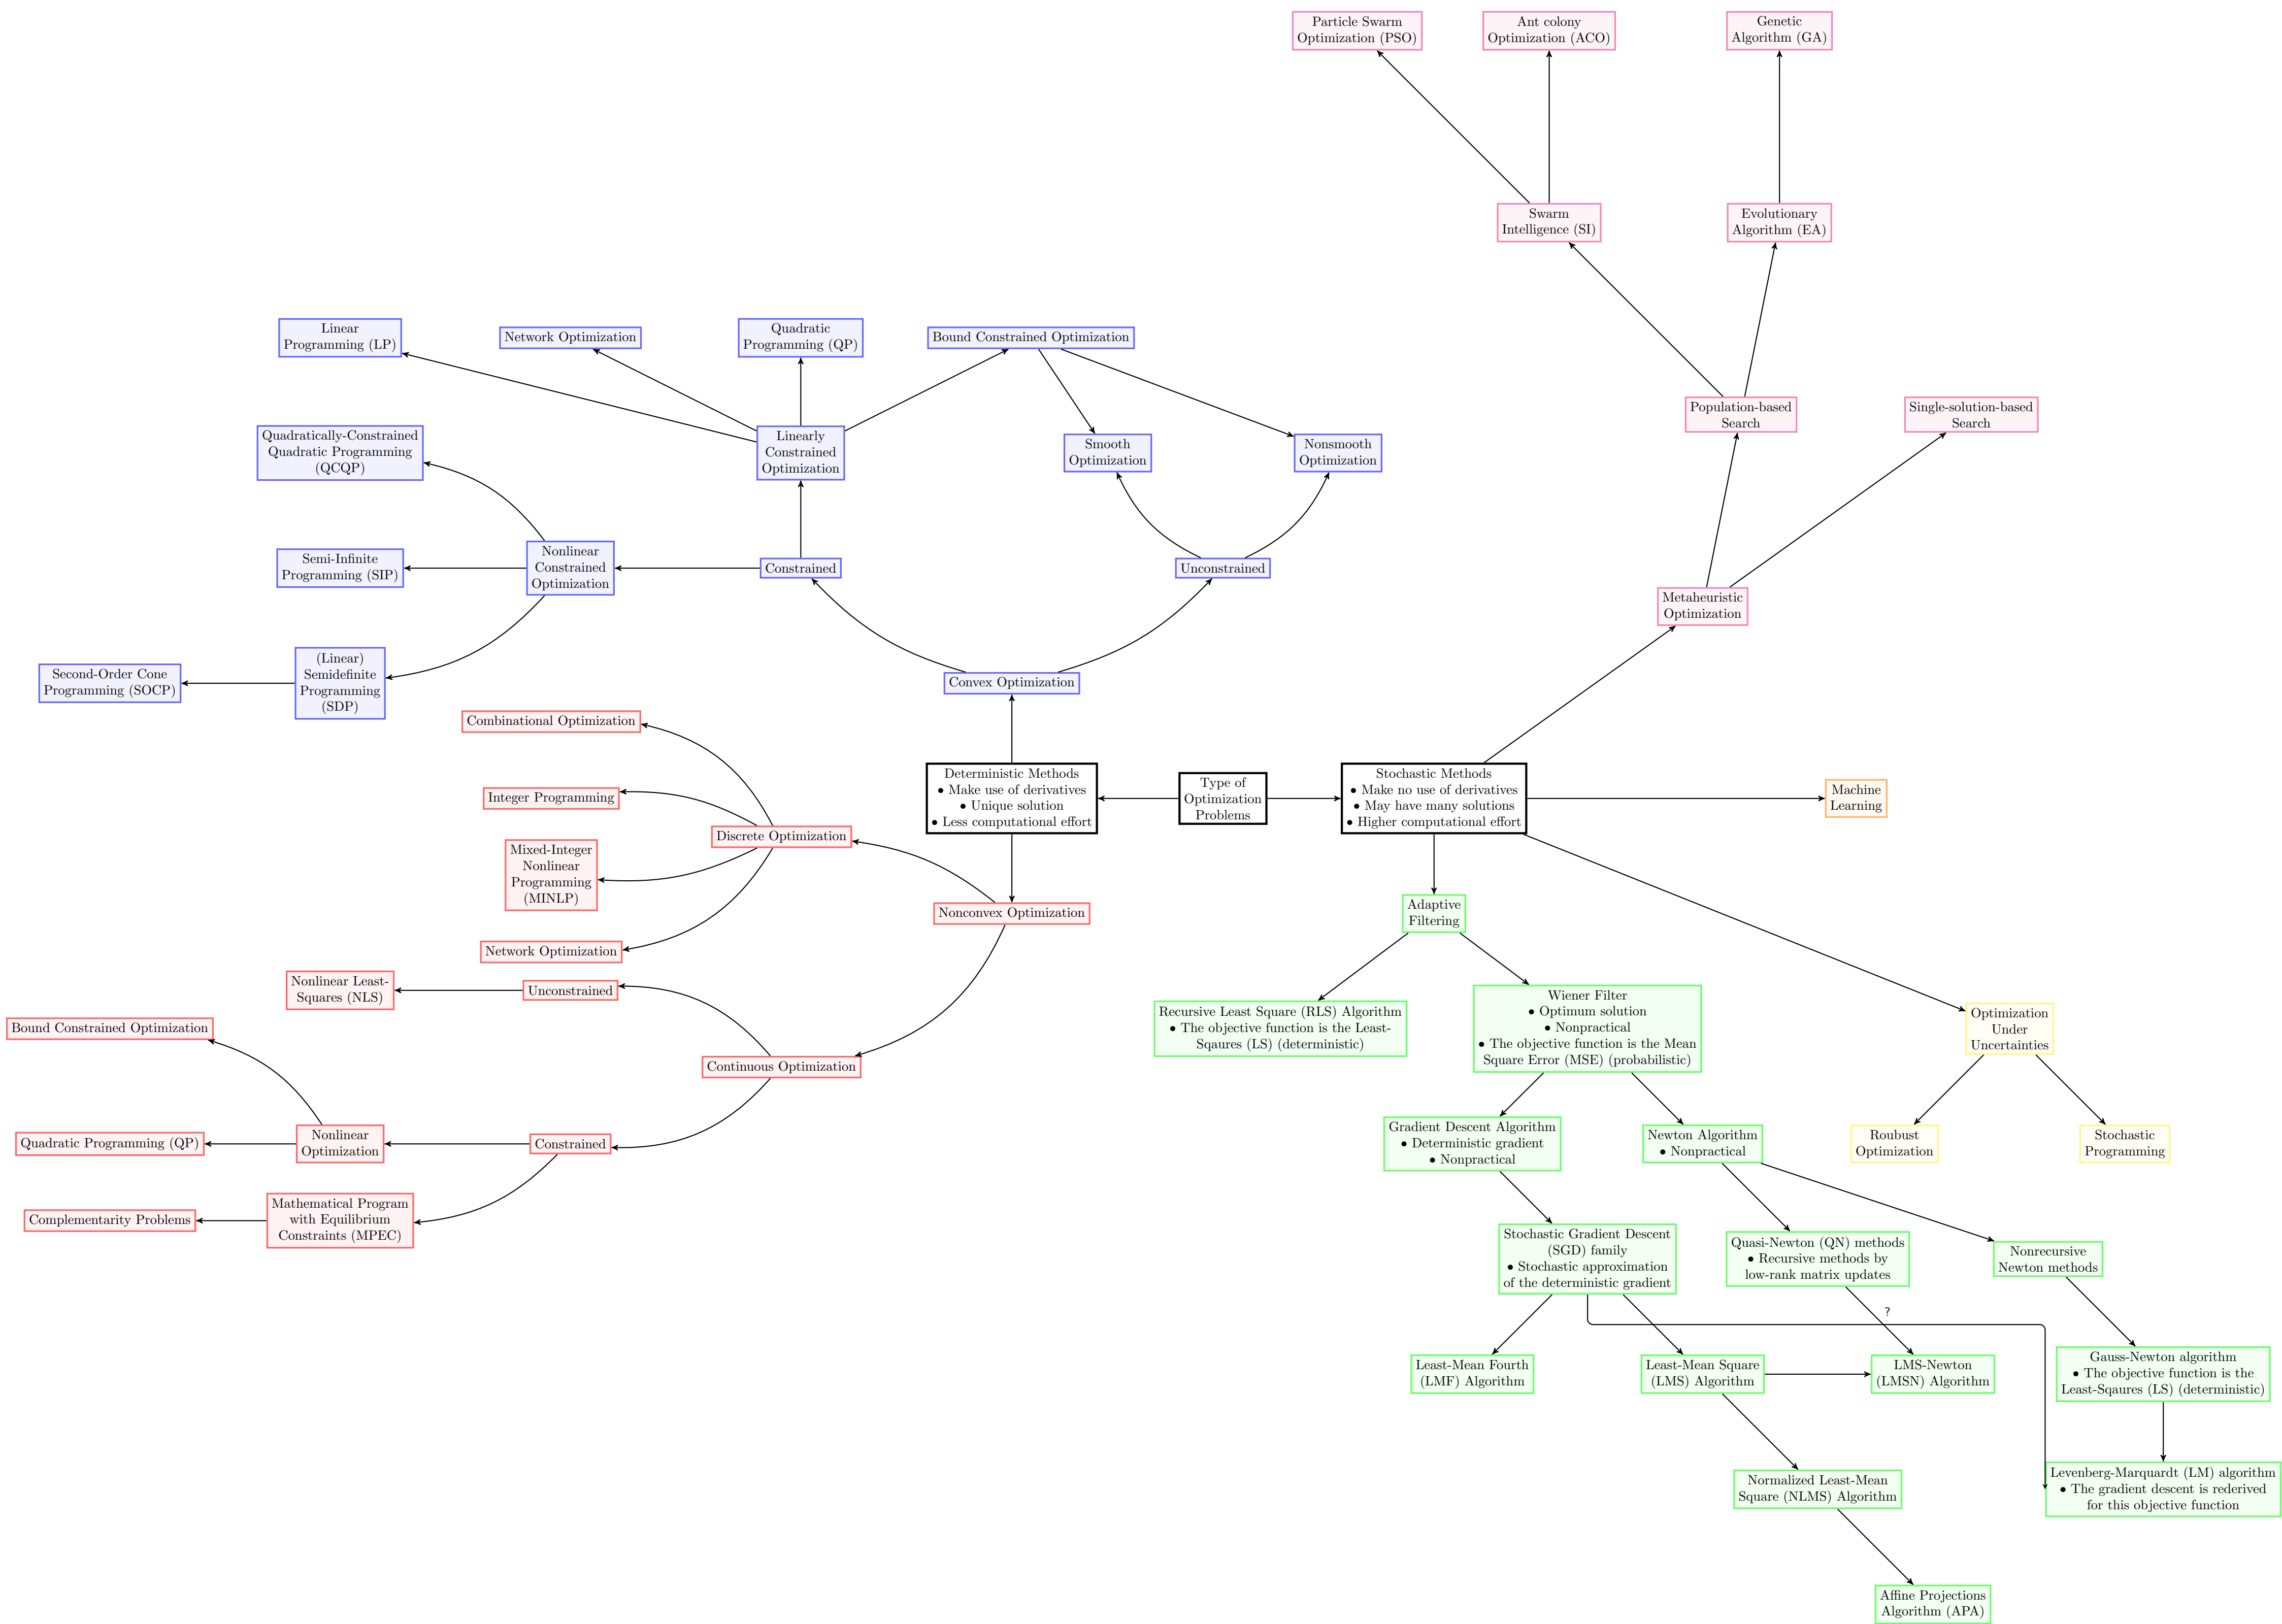 Particle Swarm
Optimization (PSO)
Ant colony
Optimization (ACO)
Genetic
Algorithm (GA)
Swarm
Intelligence (SI)
Evolutionary
Algorithm (EA)
Linear
Programming (LP)
Network Optimization
Quadratic
Programming (QP)
Bound Constrained Optimization
Population-based
Search
Single-solution-based
Search
Quadratically-Constrained
Quadratic Programming
(QCQP)
Linearly
Constrained
Optimization
Smooth
Optimization
Nonsmooth
Optimization
Semi-Infinite
Programming (SIP)
Nonlinear
Constrained
Optimization
Constrained
Unconstrained
Metaheuristic
Optimization
Second-Order Cone
Programming (SOCP)
(Linear)
Semidefinite
Programming
(SDP)
Convex Optimization
Combinational Optimization
Integer Programming
Deterministic Methods
• Make use of derivatives
• Unique solution
• Less computational effort
Type of
Optimization
Problems
Stochastic Methods
• Make no use of derivatives
• May have many solutions
• Higher computational effort
Machine
Learning
Discrete Optimization
Mixed-Integer
Nonlinear
Programming
(MINLP)
Nonconvex Optimization
Adaptive
Filtering
Network Optimization
Nonlinear Least-
Squares (NLS)
Unconstrained
Bound Constrained Optimization
Continuous Optimization
Recursive Least Square (RLS) Algorithm
• The objective function is the Least-
Sqaures (LS) (deterministic)
Wiener Filter
• Optimum solution
• Nonpractical
• The objective function is the Mean
Square Error (MSE) (probabilistic)
Optimization
Under
Uncertainties
Quadratic Programming (QP)
Nonlinear
Optimization
Constrained
Gradient Descent Algorithm
• Deterministic gradient
• Nonpractical
Newton Algorithm
• Nonpractical
Roubust
Optimization
Stochastic
Programming
Complementarity Problems
Mathematical Program
with Equilibrium
Constraints (MPEC)
Stochastic Gradient Descent
(SGD) family
• Stochastic approximation
of the deterministic gradient
Quasi-Newton (QN) methods
• Recursive methods by
low-rank matrix updates
Nonrecursive
Newton methods
?
Least-Mean Fourth
(LMF) Algorithm
Least-Mean Square
(LMS) Algorithm
LMS-Newton
(LMSN) Algorithm
Gauss-Newton algorithm
• The objective function is the
Least-Sqaures (LS) (deterministic)
Normalized Least-Mean
Square (NLMS) Algorithm
Levenberg-Marquardt (LM) algorithm
• The gradient descent is rederived
for this objective function
Affine Projections
Algorithm (APA)